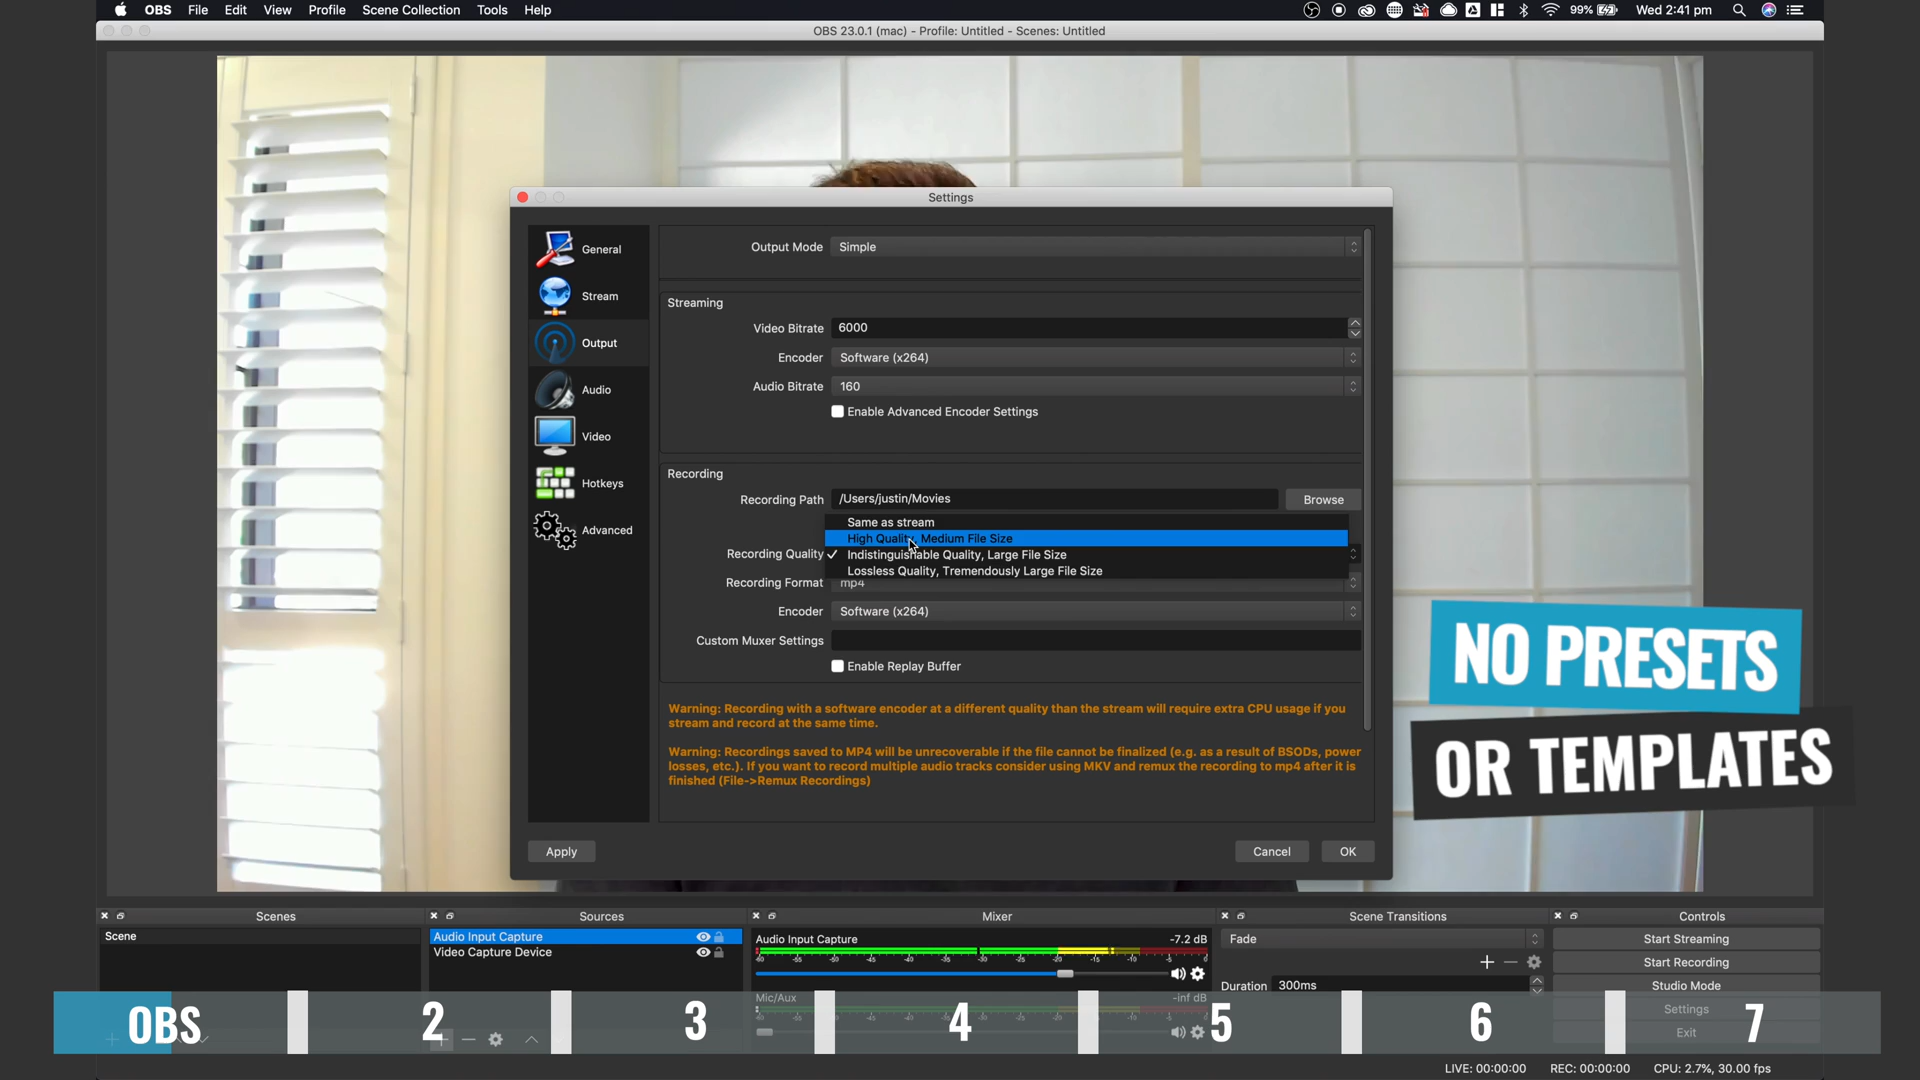 OBS File Edit View Profile Scene Collection Tools Help
99% Wed 2:41 pm
OBS 23.0.1 (mac) - Profile: Untitled - Scenes: Untitled
Settings
General
Stream
Output
Audio
Video
Hotkeys
Advanced
Output Mode Simple
Streaming
Video Bitrate 6000
Encoder Software (x264)
Audio Bitrate 160
Enable Advanced Encoder Settings
Recording
Recording Path /Users/justin/Movies Browse
Same as stream
High Quality, Medium File Size
Recording Quality ✓ Indistinguishable Quality, Large File Size
Lossless Quality, Tremendously Large File Size
Recording Format mp4
Encoder Software (x264)
Custom Muxer Settings
Enable Replay Buffer
Warning: Recording with a software encoder at a different quality than the stream will require extra CPU usage if you
stream and record at the same time.
Warning: Recordings saved to MP4 will be unrecoverable if the file cannot be finalized (e.g. as a result of BSODs, power
losses, etc.). If you want to record multiple audio tracks consider using MKV and remux the recording to mp4 after it is
finished (File->Remux Recordings)
Apply Cancel OK
NO PRESETS
OR TEMPLATES
Scenes Sources Mixer Scene Transitions Controls
Scene
Audio Input Capture
Video Capture Device
Audio Input Capture -7.2 dB
Mic/Aux -inf dB
Fade
Duration 300ms
Start Streaming
Start Recording
Studio Mode
Settings
Exit
OBS 2 3 4 5 6 7
LIVE: 00:00:00 REC: 00:00:00 CPU: 2.7%, 30.00 fps